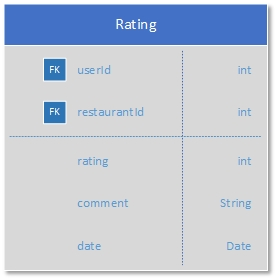 Rating
FK userId int
FK restaurantId int
rating int
comment String
date Date